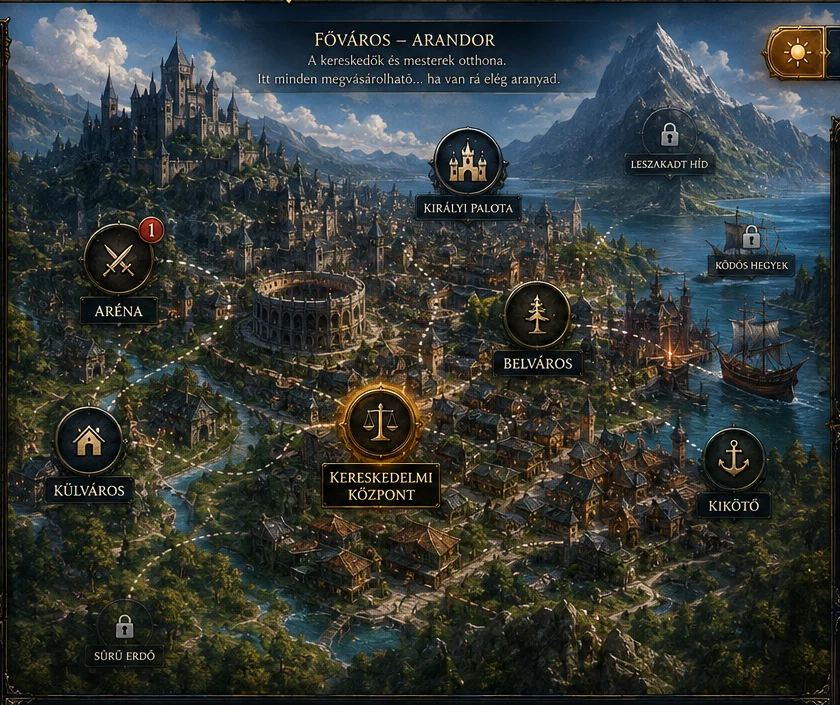 FŐVÁROS – ARANDOR
A kereskedők és mesterek otthona.
Itt minden megvásárolható... ha van rá elég aranyad.
LESZAKADT HÍD
KIRÁLYI PALOTA
1
KÖDÖS HEGYEK
ARÉNA
BELVÁROS
KERESKEDELMI
KÖZPONT
KÜLVÁROS
KIKÖTŐ
SŰRŰ ERDŐ